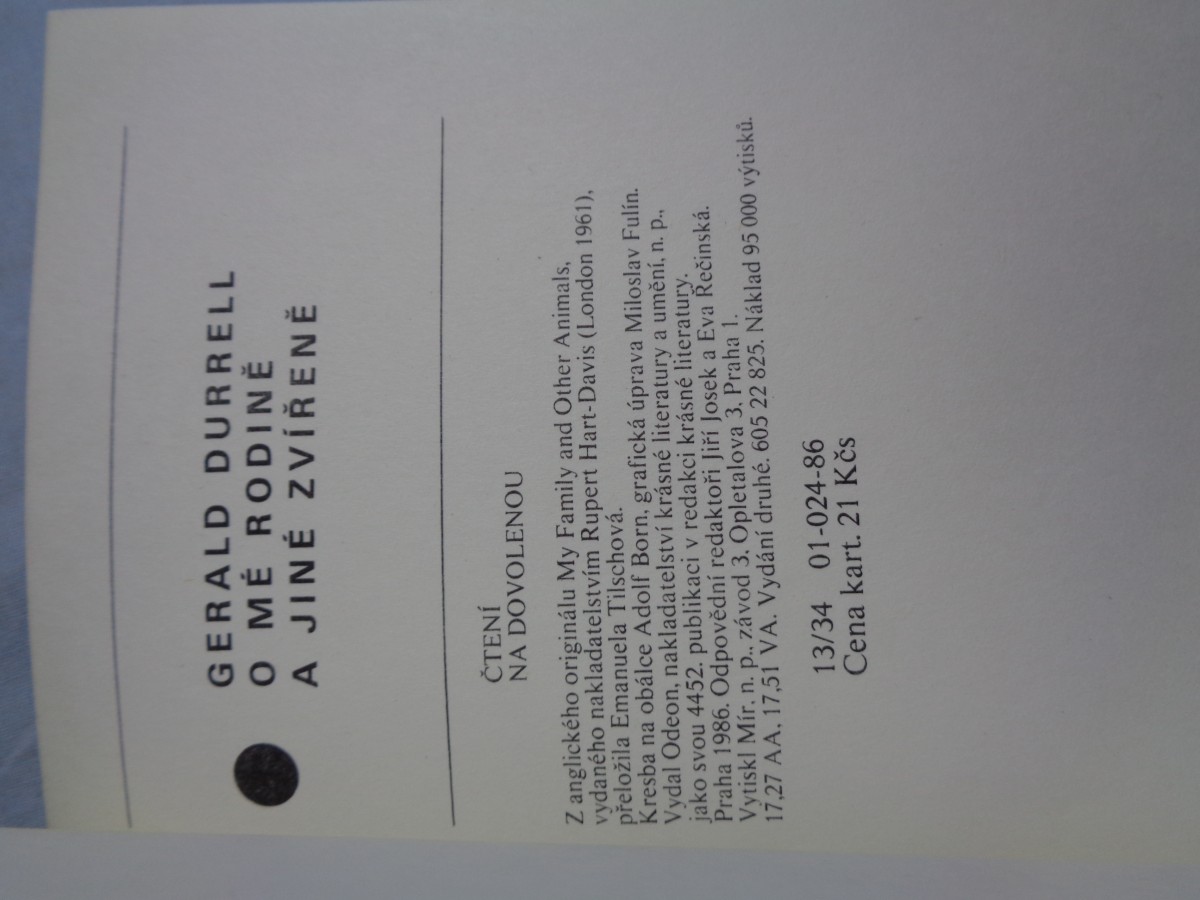 GERALD DURRELL
O MÉ RODINĚ
A JINÉ ZVÍŘENĚ
ČTENÍ
NA DOVOLENOU
Z anglického originálu My Family and Other Animals,
vydaného nakladatelstvím Rupert Hart-Davis (London 1961),
přeložila Emanuela Tilschová.
Kresba na obálce Adolf Born, grafická úprava Miloslav Fulín.
Vydal Odeon, nakladatelství krásné literatury a umění, n. p.,
jako svou 4452. publikaci v redakci krásné literatury.
Praha 1986. Odpovědní redaktoři Jiří Josek a Eva Řečinská.
Vytiskl Mír, n. p., závod 3, Opletalova 3, Praha 1.
17,27 AA. 17,51 VA. Vydání druhé. 605 22 825. Náklad 95 000 výtisků.
13/34 01-024-86
Cena kart. 21 Kčs